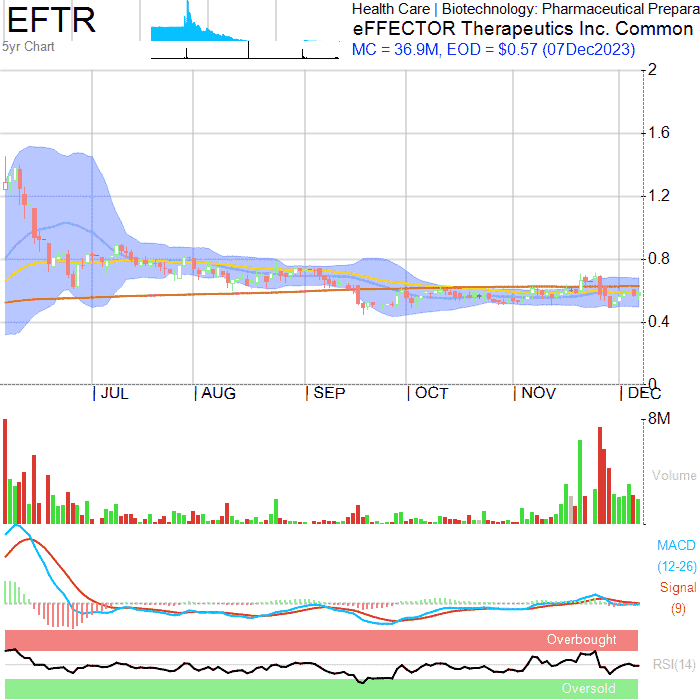 EFTR
5yr Chart
Health Care | Biotechnology: Pharmaceutical Prepara
eFFECTOR Therapeutics Inc. Common
MC = 36.9M, EOD = $0.57 (07Dec2023)
2
1.6
1.2
0.8
0.4
0
JUL AUG SEP OCT NOV DEC
8M
Volume
MACD
(12-26)
Signal
(9)
Overbought
RSI(14)
Oversold